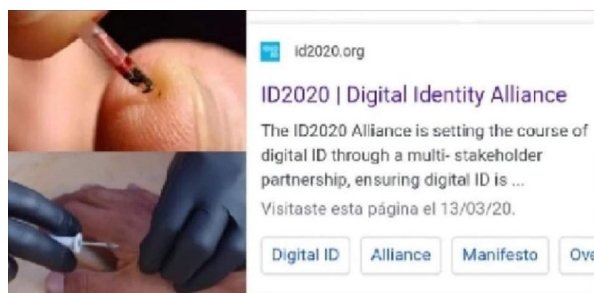 id2020.org
ID2020 | Digital Identity Alliance
The ID2020 Alliance is setting the course of
digital ID through a multi- stakeholder
partnership, ensuring digital ID is ...
Visitaste esta página el 13/03/20.
Digital ID Alliance Manifesto Ove